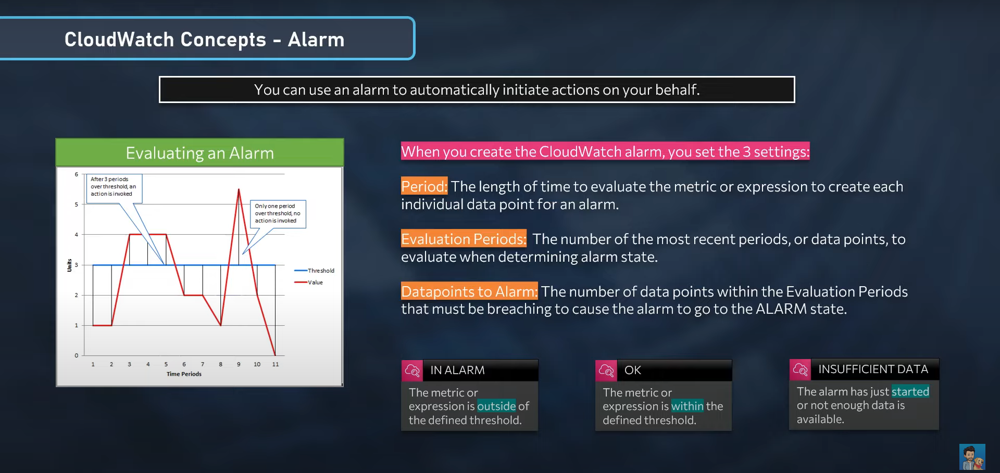 CloudWatch Concepts - Alarm
You can use an alarm to automatically initiate actions on your behalf.
Evaluating an Alarm
6
5
4
3
2
1
0
Units
After 3 periods
over threshold, an
action is invoked
Only one period
over threshold, no
action is invoked
Threshold
Value
1 2 3 4 5 6 7 8 9 10 11
Time Periods
When you create the CloudWatch alarm, you set the 3 settings:
Period: The length of time to evaluate the metric or expression to create each
individual data point for an alarm.
Evaluation Periods: The number of the most recent periods, or data points, to
evaluate when determining alarm state.
Datapoints to Alarm: The number of data points within the Evaluation Periods
that must be breaching to cause the alarm to go to the ALARM state.
IN ALARM
The metric or
expression is outside of
the defined threshold.
OK
The metric or
expression is within the
defined threshold.
INSUFFICIENT DATA
The alarm has just started
or not enough data is
available.